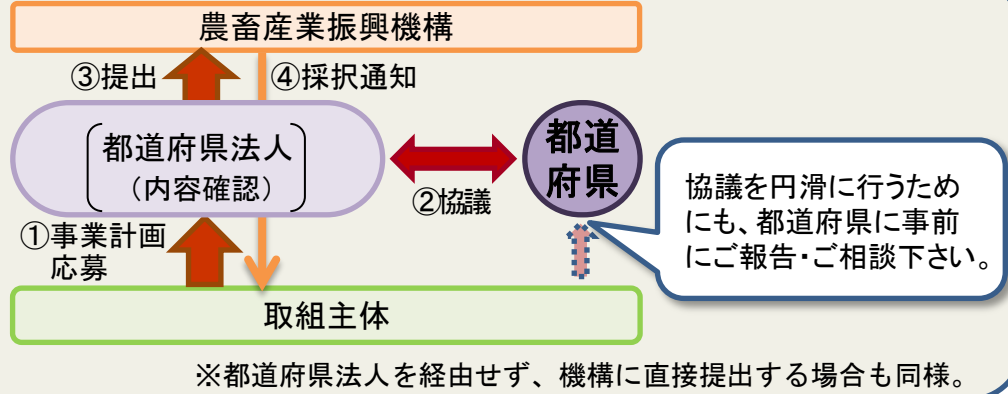 農畜産業振興機構
③提出
④採択通知
都道府県法人
（内容確認）
都道
府県
②協議
①事業計画
応募
協議を円滑に行うため
にも、都道府県に事前
にご報告・ご相談下さい。
取組主体
※都道府県法人を経由せず、機構に直接提出する場合も同様。